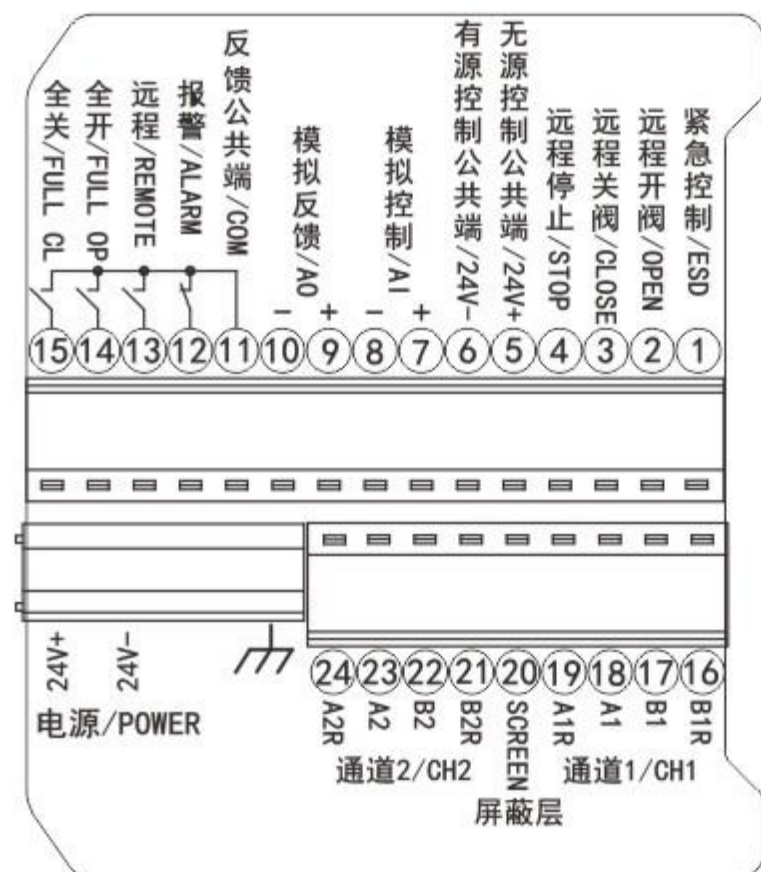 全关/FULL CL
全开/FULL OP
远程/REMOTE
报警/ALARM
反馈公共端/COM
模拟反馈/AO
模拟控制/AI
有源控制公共端/24V-
无源控制公共端/24V+
远程停止/STOP
远程关阀/CLOSE
远程开阀/OPEN
紧急控制/ESD
- + - +
15 14 13 12 11 10 9 8 7 6 5 4 3 2 1
24V+
24V-
电源/POWER
24 23 22 21 20 19 18 17 16
A2R
A2
B2
B2R
SCREEN
A1R
A1
B1
B1R
通道2/CH2
通道1/CH1
屏蔽层